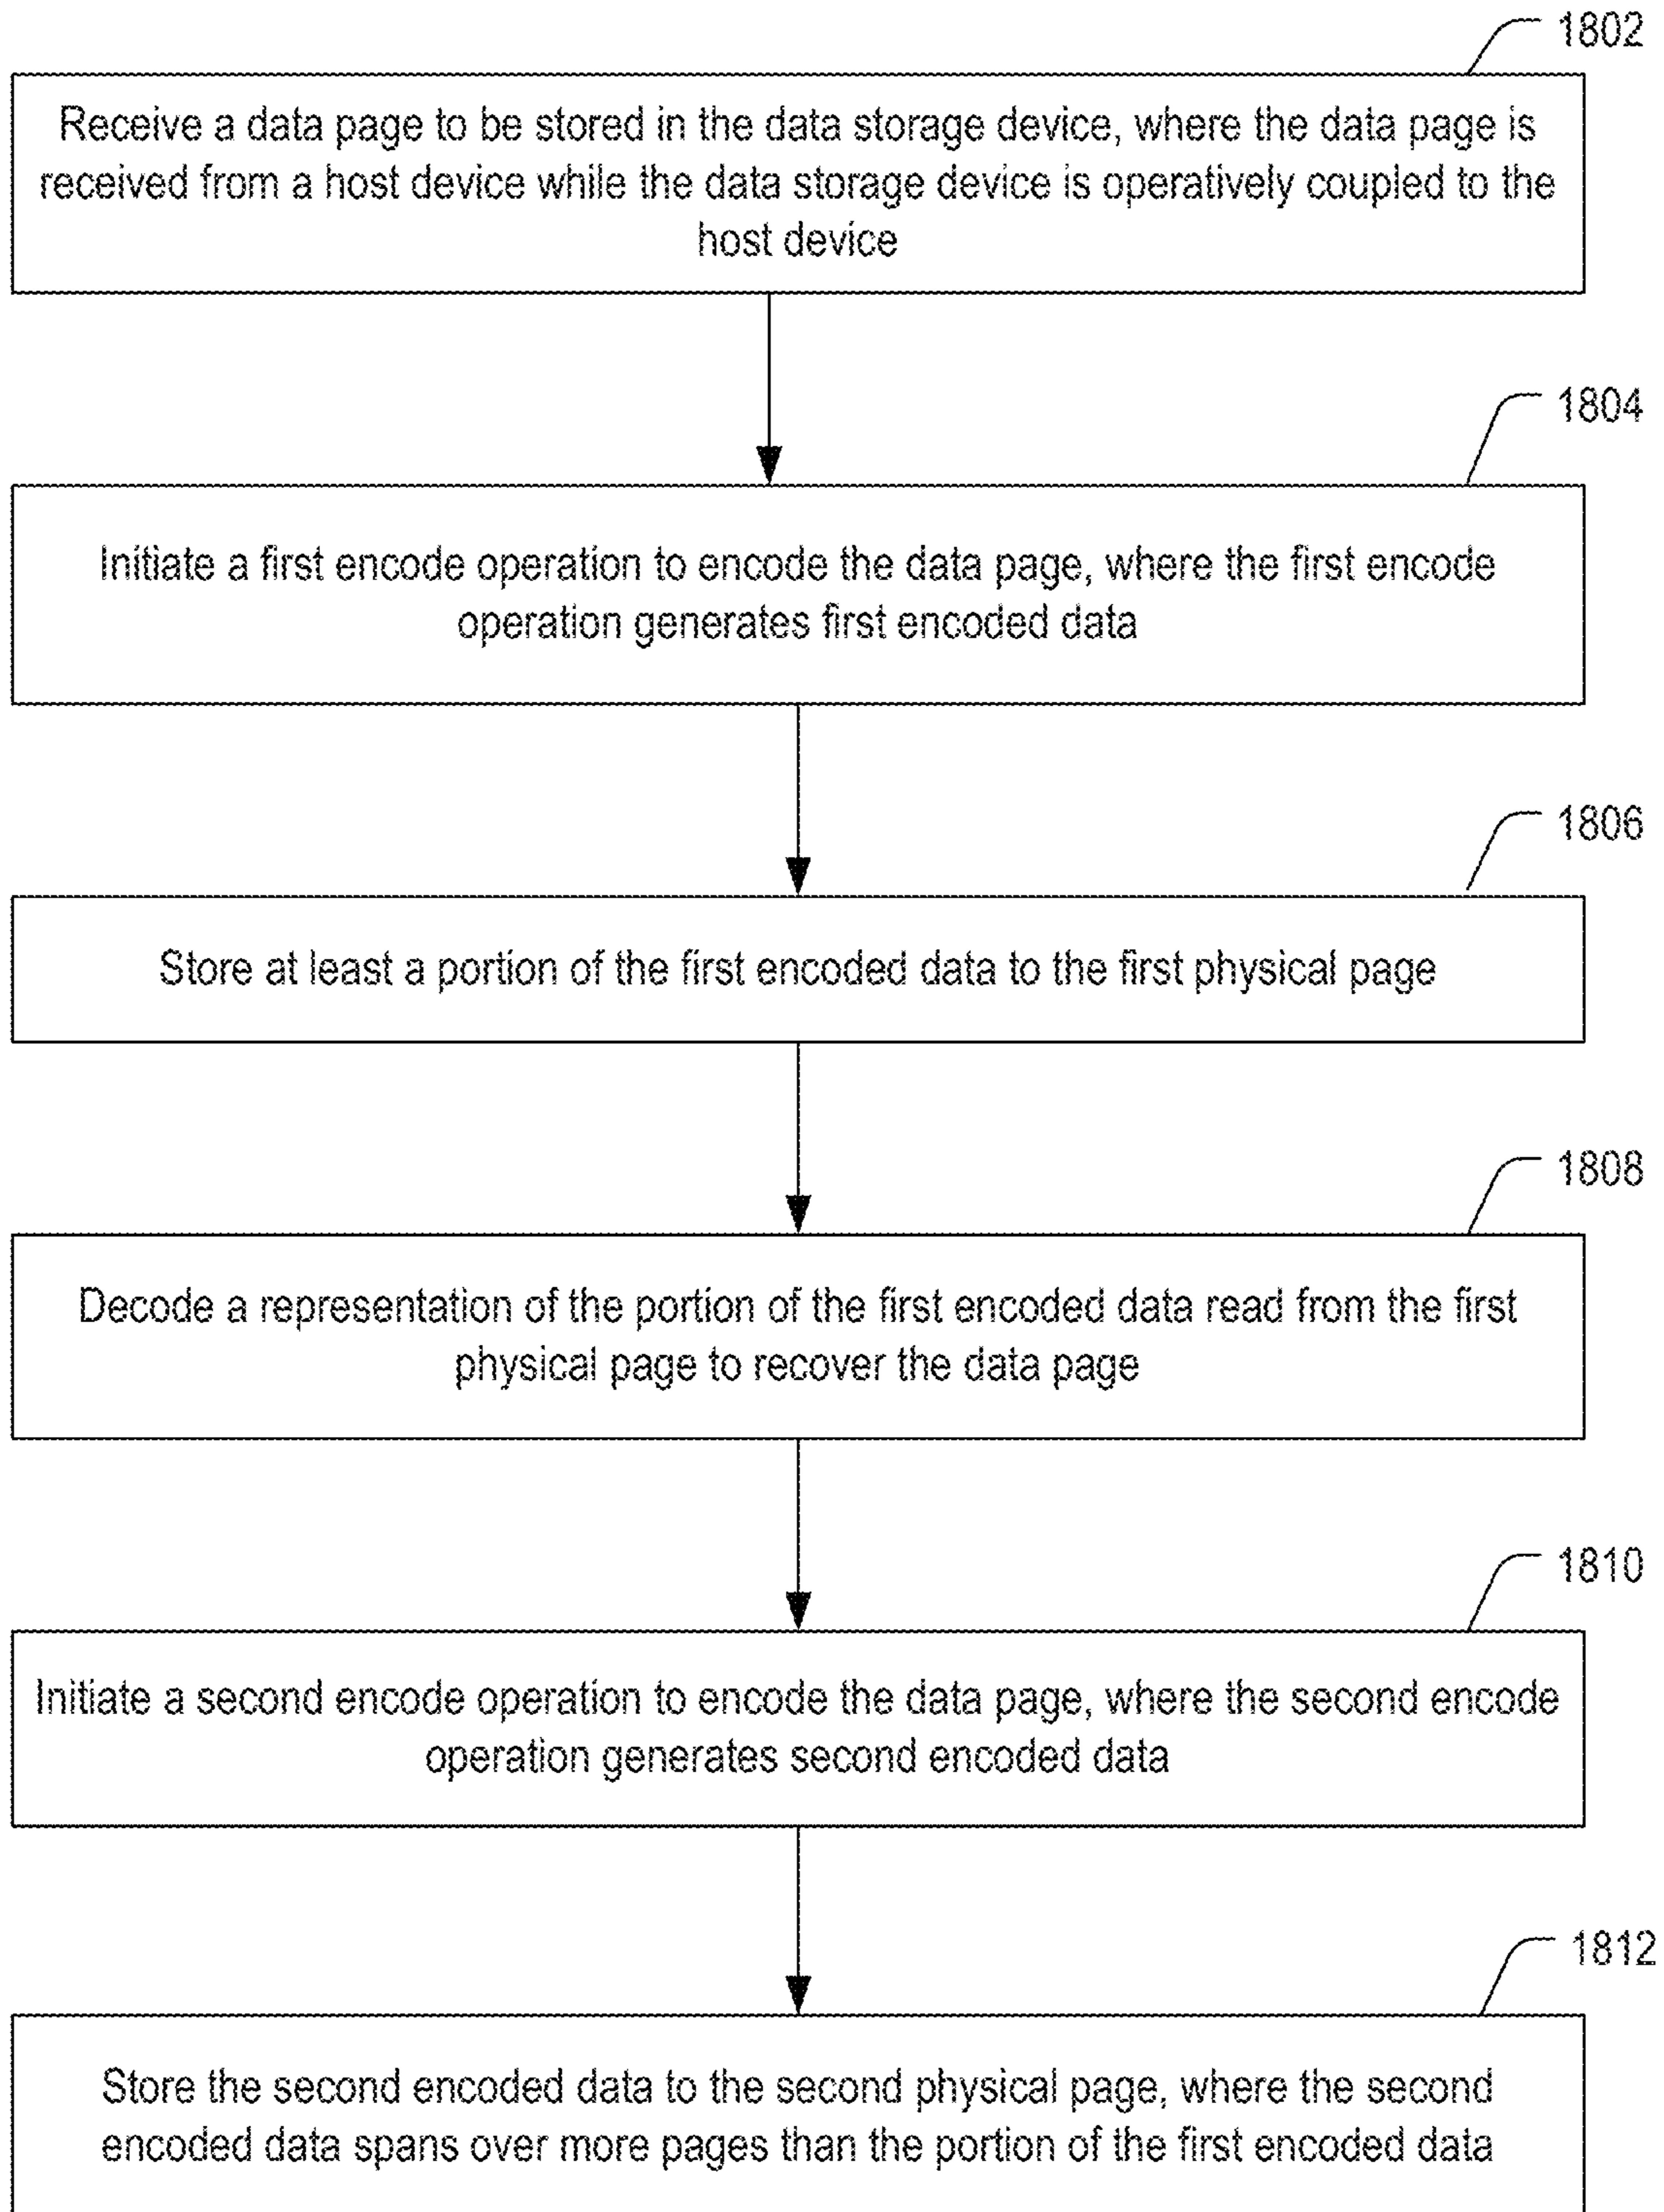 1802
Receive a data page to be stored in the data storage device, where the data page is
received from a host device while the data storage device is operatively coupled to the
host device
1804
Initiate a first encode operation to encode the data page, where the first encode
operation generates first encoded data
1806
Store at least a portion of the first encoded data to the first physical page
1808
Decode a representation of the portion of the first encoded data read from the first
physical page to recover the data page
1810
Initiate a second encode operation to encode the data page, where the second encode
operation generates second encoded data
1812
Store the second encoded data to the second physical page, where the second
encoded data spans over more pages than the portion of the first encoded data